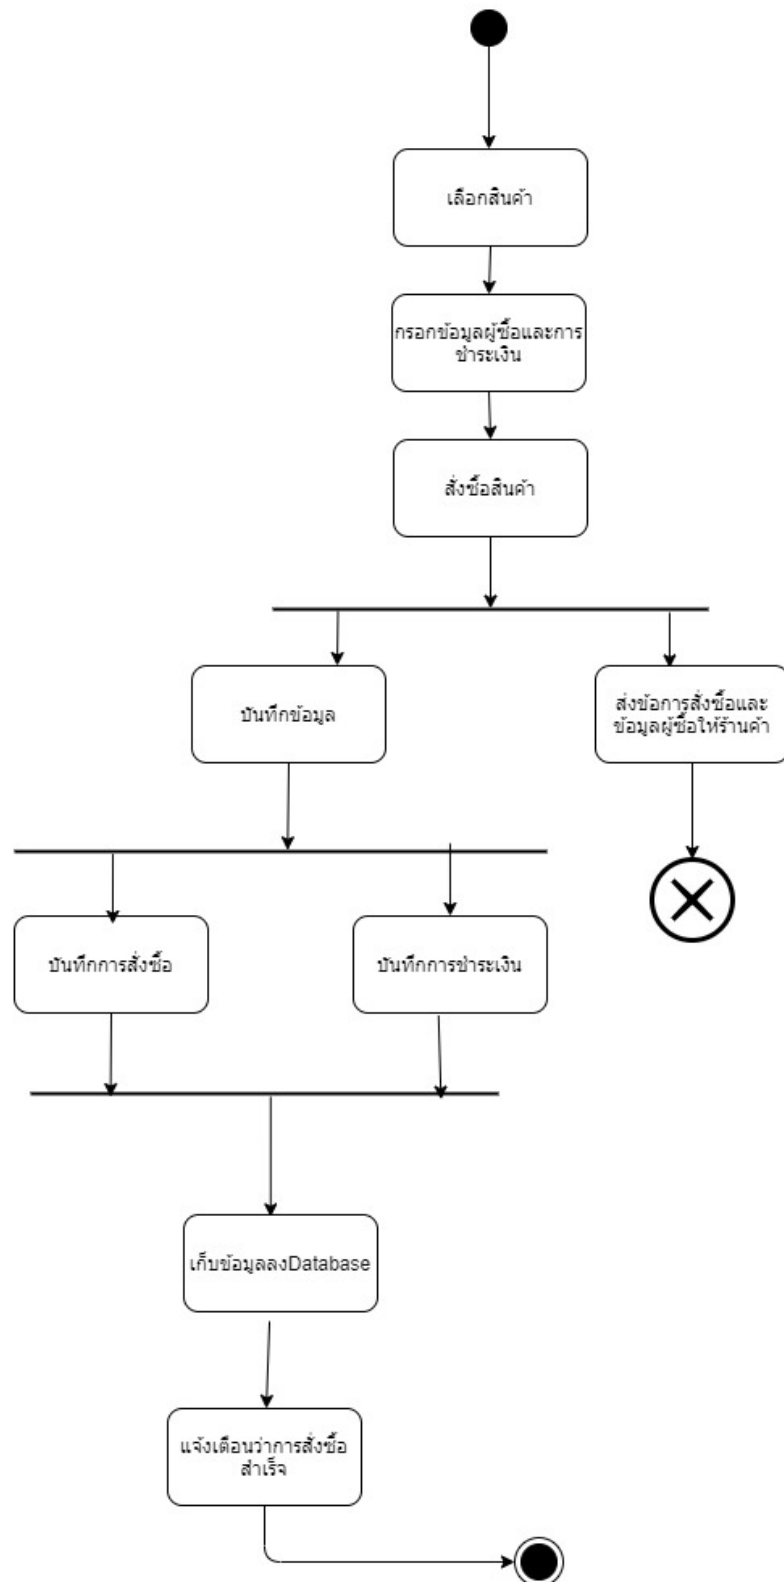 เลือกสินค้า
กรอกข้อมูลผู้ซื้อและการ
ชำระเงิน
สั่งซื้อสินค้า
บันทึกข้อมูล
ส่งข้อการสั่งซื้อและ
ข้อมูลผู้ซื้อให้ร้านค้า
บันทึกการสั่งซื้อ
บันทึกการชำระเงิน
เก็บข้อมูลลงDatabase
แจ้งเตือนว่าการสั่งซื้อ
สำเร็จ